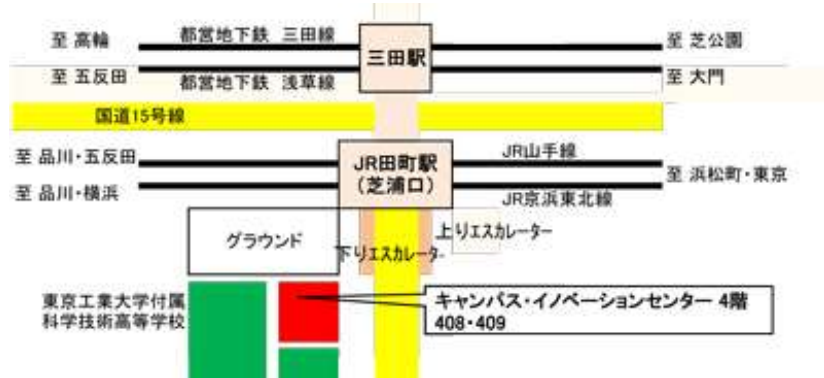 至 高輪
都営地下鉄 三田線
三田駅
至 芝公園
至 五反田
都営地下鉄 浅草線
至 大門
国道15号線
至 品川・五反田
JR田町駅
(芝浦口)
JR山手線
至 浜松町・東京
至 品川・横浜
JR京浜東北線
グラウンド
下りエスカレーター
上りエスカレーター
東京工業大学付属
科学技術高等学校
キャンパス・イノベーションセンター 4階
408・409